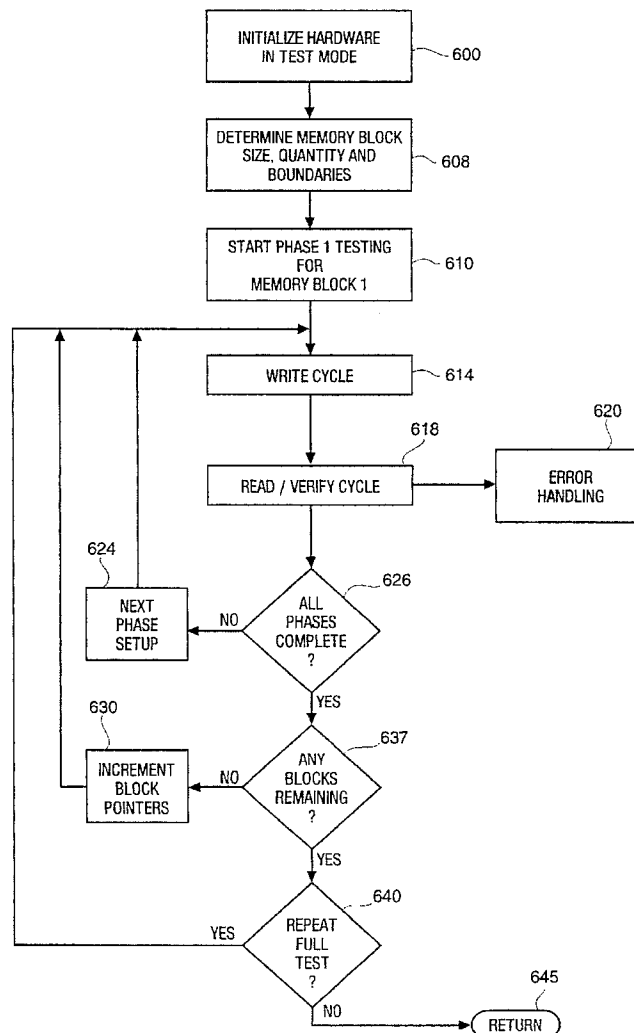 INITIALIZE HARDWARE
IN TEST MODE
600
DETERMINE MEMORY BLOCK
SIZE, QUANTITY AND
BOUNDARIES
608
START PHASE 1 TESTING
FOR
MEMORY BLOCK 1
610
WRITE CYCLE
614
READ / VERIFY CYCLE
618
ERROR
HANDLING
620
ALL
PHASES
COMPLETE
?
626
NO
NEXT
PHASE
SETUP
624
YES
ANY
BLOCKS
REMAINING
?
637
NO
INCREMENT
BLOCK
POINTERS
630
YES
REPEAT
FULL
TEST
?
640
YES
NO
RETURN
645